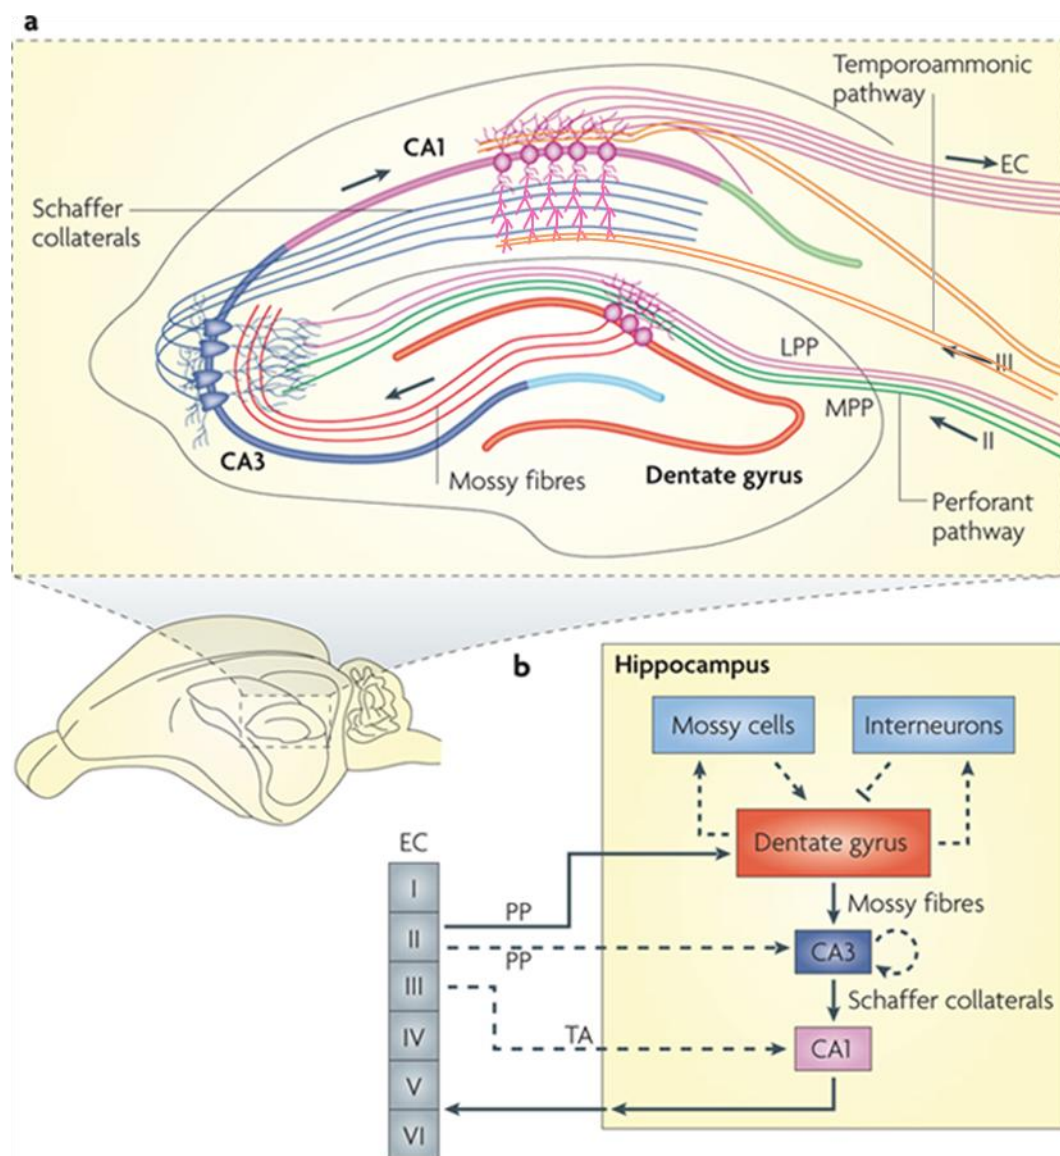 a
Temporoammonic
pathway
CA1
EC
Schaffer
collaterals
LPP
III
MPP
II
CA3
Mossy fibres
Dentate gyrus
Perforant
pathway
b
Hippocampus
Mossy cells
Interneurons
EC
Dentate gyrus
I
PP
Mossy fibres
II
PP
CA3
III
Schaffer collaterals
IV
TA
CA1
V
VI